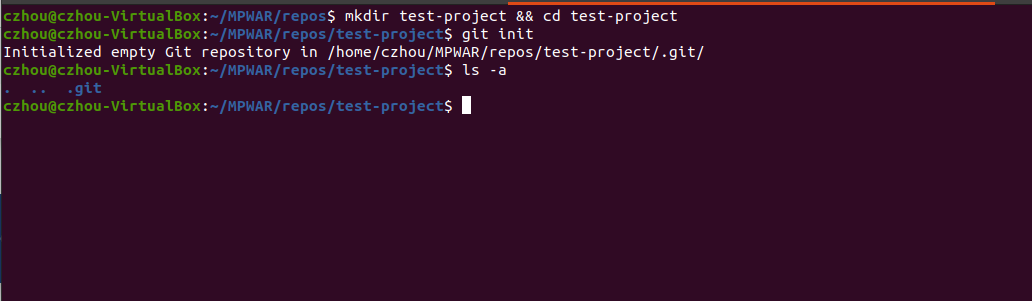 czhou@czhou-VirtualBox:~/MPWAR/repos$ mkdir test-project && cd test-project
czhou@czhou-VirtualBox:~/MPWAR/repos/test-project$ git init
Initialized empty Git repository in /home/czhou/MPWAR/repos/test-project/.git/
czhou@czhou-VirtualBox:~/MPWAR/repos/test-project$ ls -a
.  ..  .git
czhou@czhou-VirtualBox:~/MPWAR/repos/test-project$